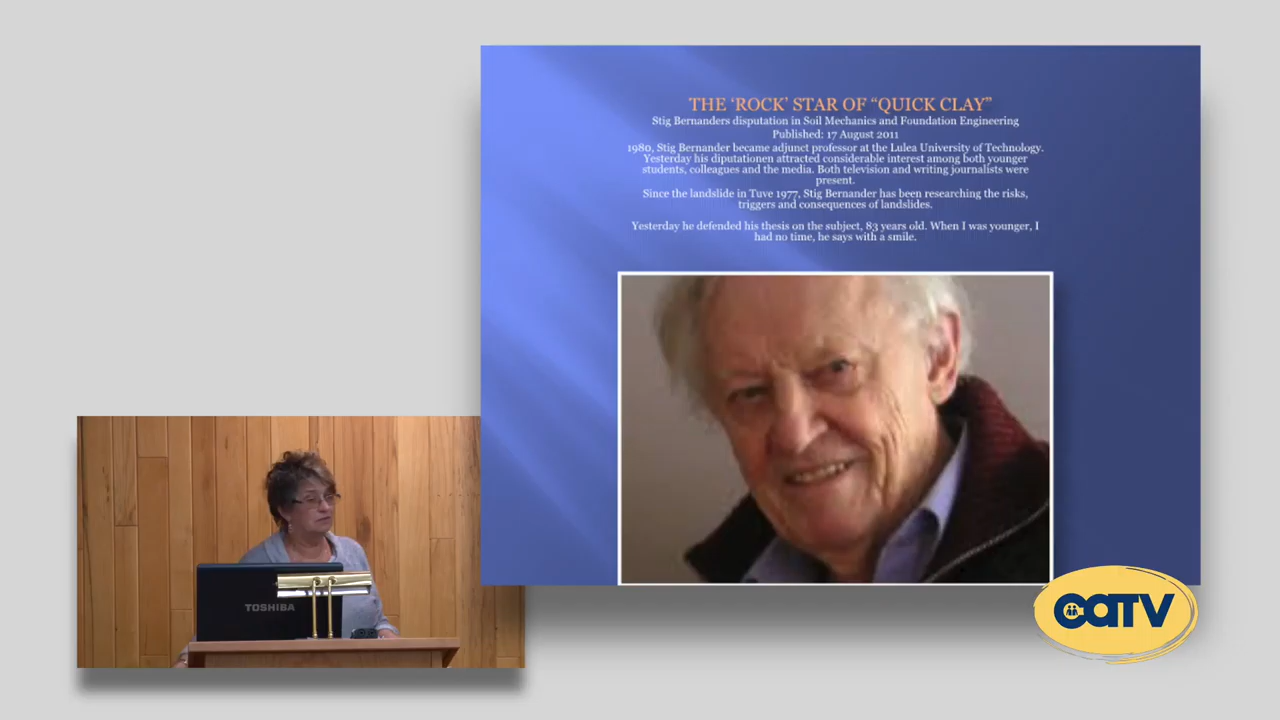 THE ‘ROCK’ STAR OF “QUICK CLAY”
Stig Bernanders disputation in Soil Mechanics and Foundation Engineering
Published: 17 August 2011
1980, Stig Bernander became adjunct professor at the Lulea University of Technology.
Yesterday his diputationen attracted considerable interest among both younger
students, colleagues and the media. Both television and writing journalists were
present.
Since the landslide in Tuve 1977, Stig Bernander has been researching the risks,
triggers and consequences of landslides.
Yesterday he defended his thesis on the subject, 83 years old. When I was younger, I
had no time, he says with a smile.
TOSHIBA
CATV